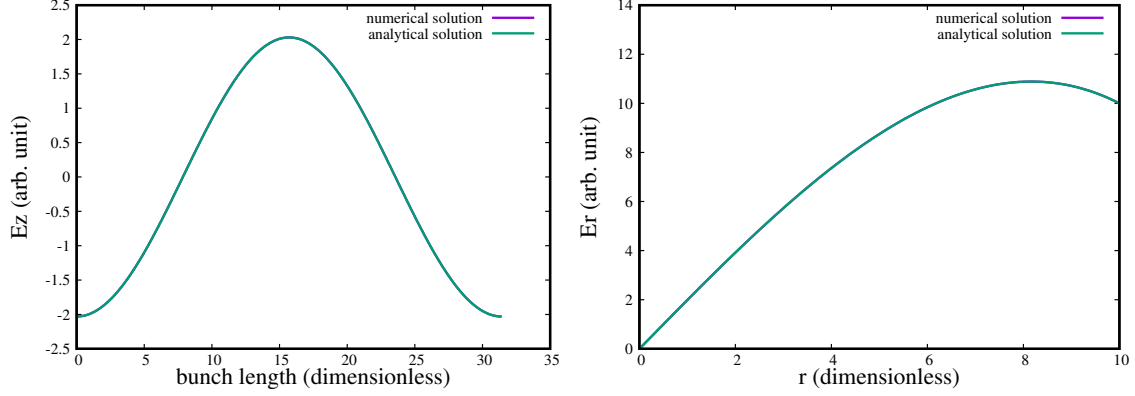 2.5
2
1.5
1
0.5
0
-0.5
-1
-1.5
-2
-2.5
0 5 10 15 20 25 30 35
Ez (arb. unit)
bunch length (dimensionless)
numerical solution
analytical solution
14
12
10
8
6
4
2
0
0 2 4 6 8 10
Er (arb. unit)
r (dimensionless)
numerical solution
analytical solution